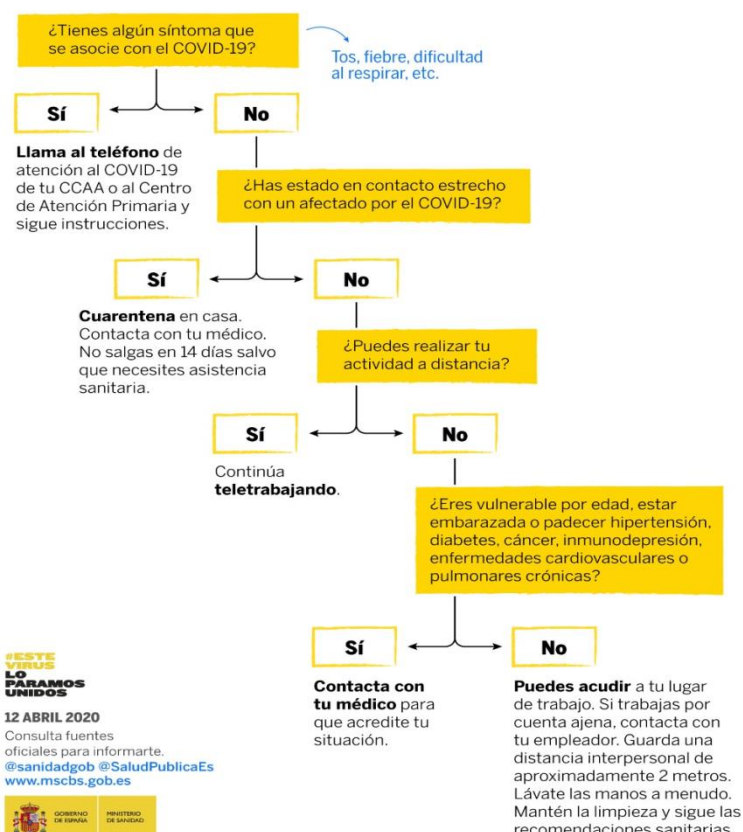 ¿Tienes algún síntoma que
se asocie con el COVID-19?
Tos, fiebre, dificultad
al respirar, etc.
Sí
No
Llama al teléfono de
atención al COVID-19
de tu CCAA o al Centro
de Atención Primaria y
sigue instrucciones.
¿Has estado en contacto estrecho
con un afectado por el COVID-19?
Sí
No
Cuarentena en casa.
Contacta con tu médico.
No salgas en 14 días salvo
que necesites asistencia
sanitaria.
¿Puedes realizar tu
actividad a distancia?
Sí
No
Continúa
teletrabajando.
¿Eres vulnerable por edad, estar
embarazada o padecer hipertensión,
diabetes, cáncer, inmunodepresión,
enfermedades cardiovasculares o
pulmonares crónicas?
Sí
No
Contacta con
tu médico para
que acredite tu
situación.
Puedes acudir a tu lugar
de trabajo. Si trabajas por
cuenta ajena, contacta con
tu empleador. Guarda una
distancia interpersonal de
aproximadamente 2 metros.
Lávate las manos a menudo.
Mantén la limpieza y sigue las
recomendaciones sanitarias
#ESTE
VIRUS
LO
PARAMOS
UNIDOS
12 ABRIL 2020
Consulta fuentes
oficiales para informarte.
@sanidadgob @SaludPublicaEs
www.mscbs.gob.es
GOBIERNO
DE ESPAÑA
MINISTERIO
DE SANIDAD